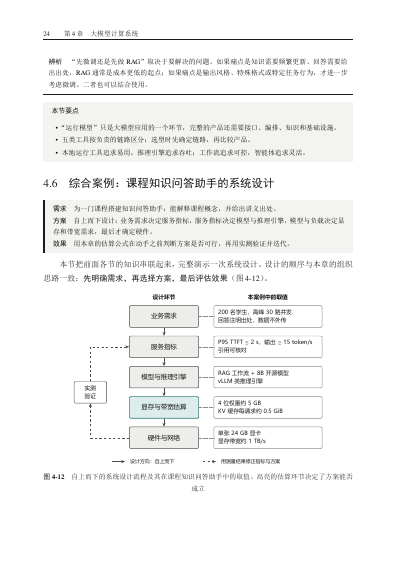 24 第 4 章 大模型计算系统
辨析 “先微调还是先做 RAG”取决于要解决的问题。如果痛点是知识需要频繁更新、回答需要给
出出处，RAG 通常是成本更低的起点；如果痛点是输出风格、特殊格式或特定任务行为，才进一步
考虑微调。二者也可以结合使用。
本节要点
• “运行模型”只是大模型应用的一个环节，完整的产品还需要接口、编排、知识和基础设施。
• 五类工具按负责的链路区分；选型时先确定链路，再比较产品。
• 本地运行工具追求易用，推理引擎追求吞吐；工作流追求可控，智能体追求灵活。
4.6 综合案例：课程知识问答助手的系统设计
需求 为一门课程搭建知识问答助手：能解释课程概念，并给出讲义出处。
方案 自上而下设计：业务需求决定服务指标，服务指标决定模型与推理引擎，模型与负载决定显
存和带宽需求，最后才确定硬件。
效果 用本章的估算公式在动手之前判断方案是否可行，再用实测验证并迭代。
本节把前面各节的知识串联起来，完整演示一次系统设计。设计的顺序与本章的组织
思路一致：先明确需求，再选择方案，最后评估效果（图 4-12）。
设计环节 本案例中的取值
业务需求
200 名学生，高峰 30 路并发
回答注明出处，数据不外传
服务指标
P95 TTFT ≤ 2 s，输出 ≥ 15 token/s
引用可核对
模型与推理引擎
RAG 工作流 + 8B 开源模型
vLLM 类推理引擎
实测
验证
显存与带宽估算
4 位权重约 5 GB
KV 缓存每请求约 0.5 GiB
硬件与网络
单张 24 GB 显卡
显存带宽约 1 TB/s
设计方向：自上而下 用测量结果修正指标与方案
图 4-12 自上而下的系统设计流程及其在课程知识问答助手中的取值。高亮的估算环节决定了方案能否
成立